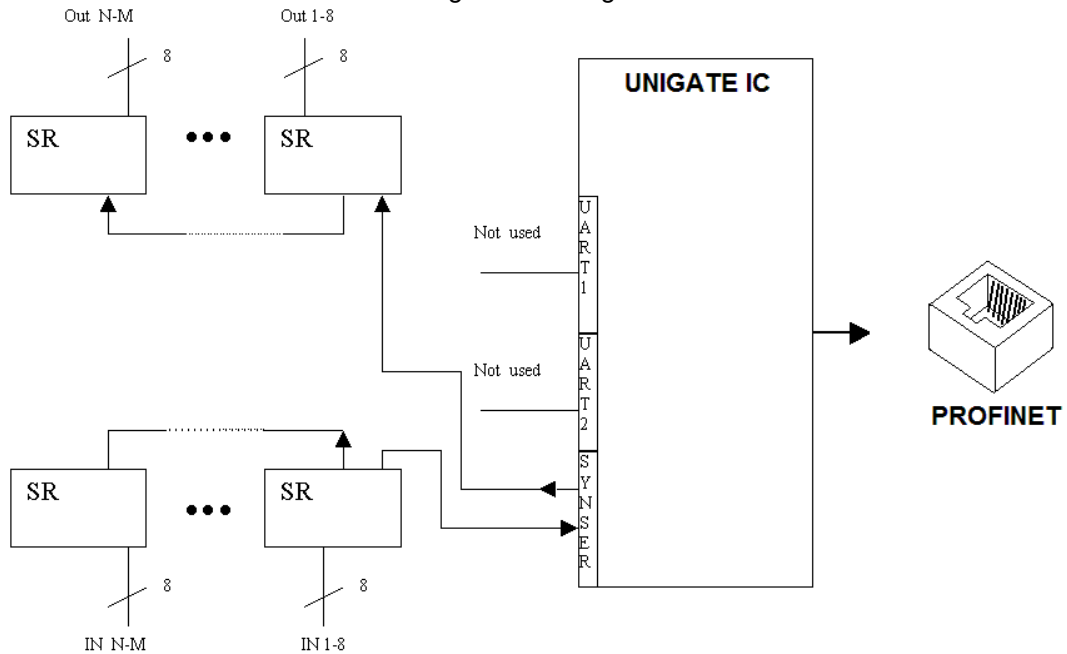 Out N-M
Out 1-8
8
8
UNIGATE IC
SR
SR
UART1
Not used
Not used
UART2
PROFINET
SYNSER
SR
SR
8
8
IN N-M
IN 1-8